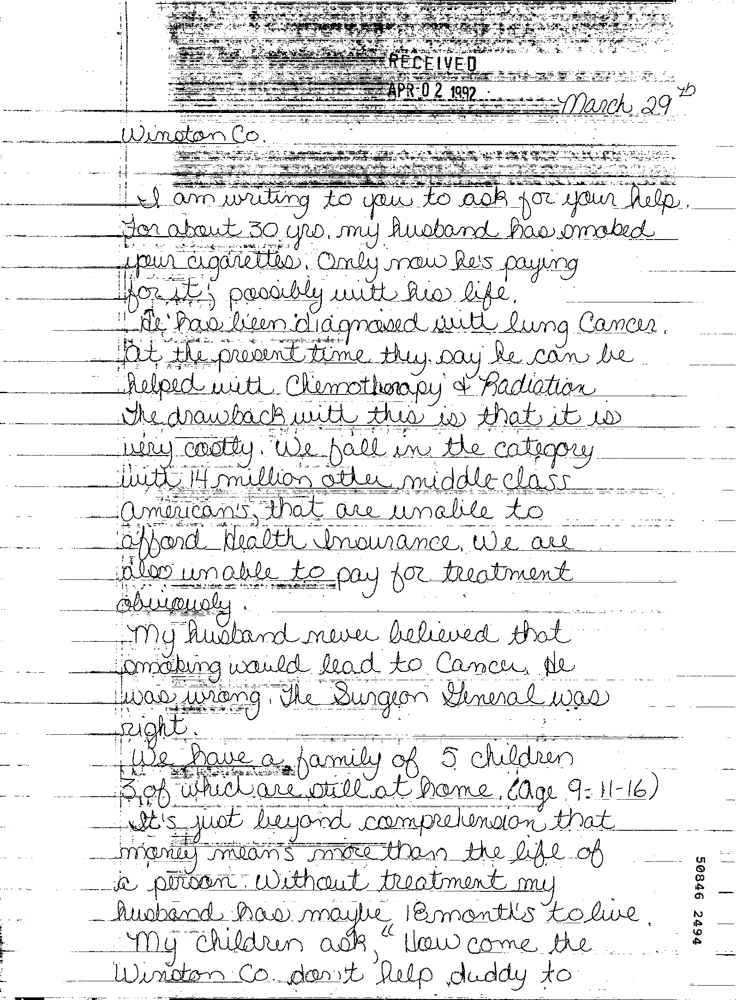 RECEIVED
APR 02 1992
March 29th
Winston Co.
I am writing to you to ask for your help.
For about 30 yrs. my husband has smoked
your cigarettes. Only now he's paying
for it; possibly with his life.
He has been diagnosed with lung Cancer.
At the present time they say he can be
helped with Chemotherapy & Radiation
The drawback with this is that it is
very costly. We fall in the category
with 14 million other middle-class
American's, that are unable to
afford Health Insurance. We are
also unable to pay for treatment
obviously.
My husband never believed that
smoking would lead to Cancer. He
was wrong. The Surgeon General was
right.
We have a family of 5 children
3 of which are still at home. (Age 9-11-16)
It's just beyond comprehension that
money means more than the life of
a person. Without treatment my
husband has maybe 18 month's to live.
My children ask, "How come the
Winston Co. don't help daddy to
50846 2494